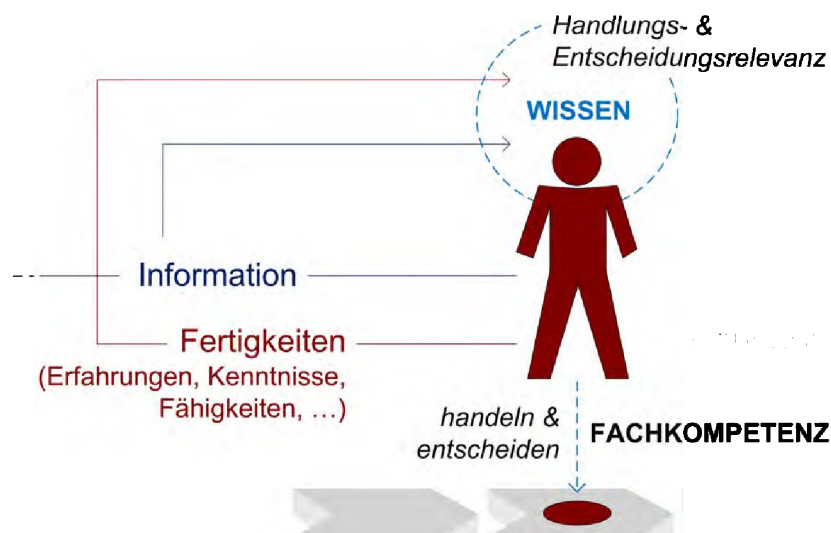 Handlungs- &
Entscheidungsrelevanz
WISSEN
Information
Fertigkeiten
(Erfahrungen, Kenntnisse,
Fähigkeiten, …)
handeln &
entscheiden
FACHKOMPETENZ